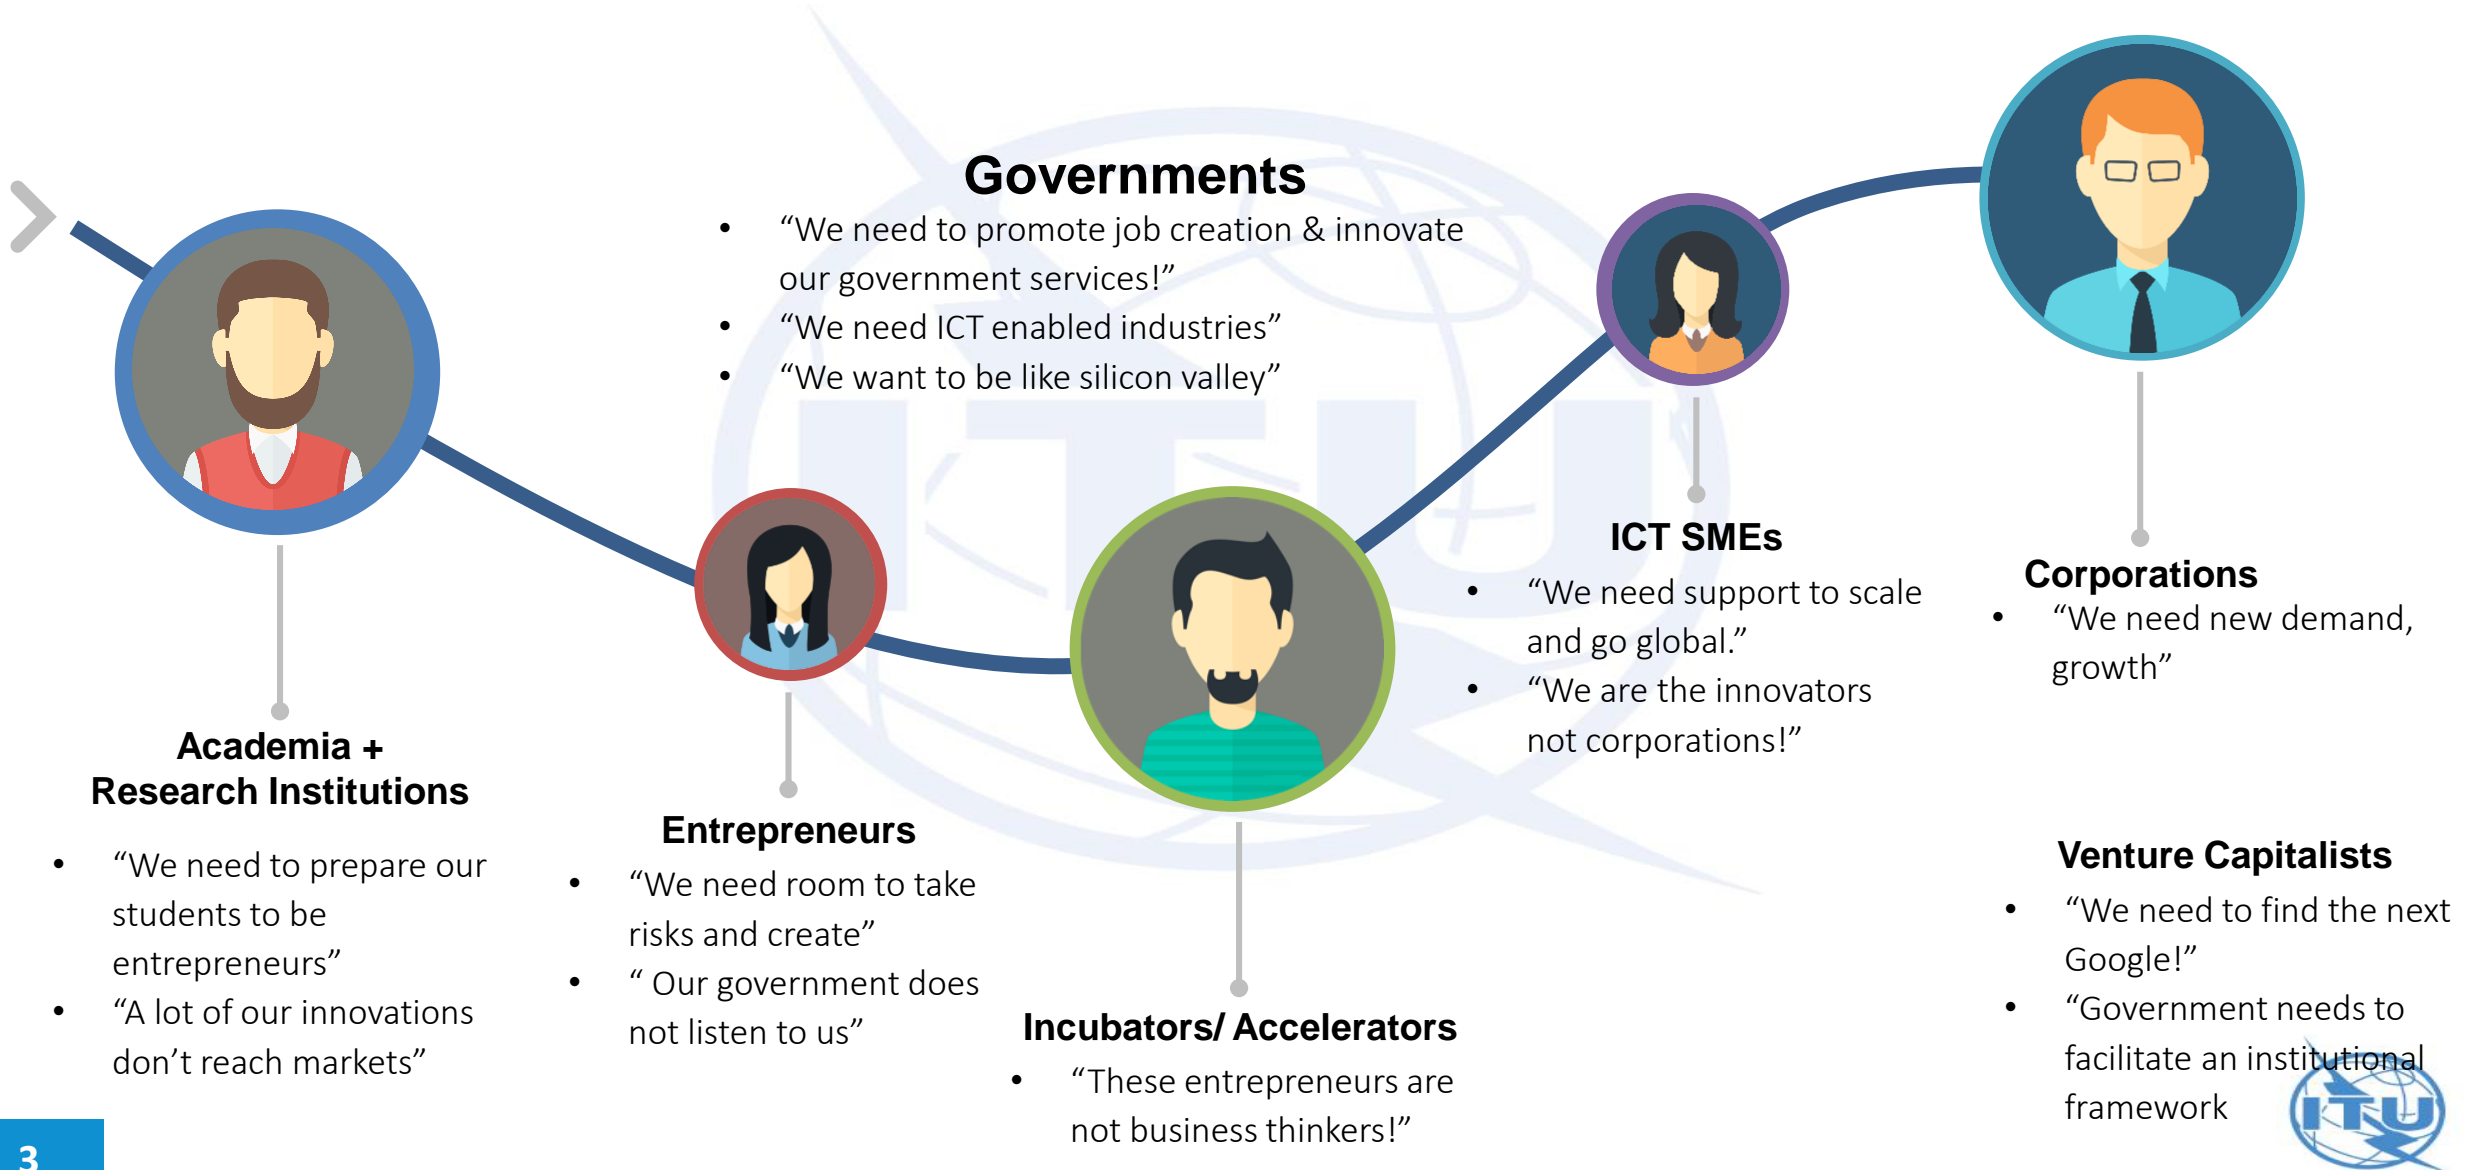 Governments
• “We need to promote job creation & innovate
our government services!”
• “We need ICT enabled industries”
• “We want to be like silicon valley”
Academia +
Research Institutions
• “We need to prepare our
students to be
entrepreneurs”
• “A lot of our innovations
don’t reach markets”
Entrepreneurs
• “We need room to take
risks and create”
• “ Our government does
not listen to us”
Incubators/ Accelerators
• “These entrepreneurs are
not business thinkers!”
ICT SMEs
• “We need support to scale
and go global.”
• “We are the innovators
not corporations!”
Corporations
• “We need new demand,
growth”
Venture Capitalists
• “We need to find the next
Google!”
• “Government needs to
facilitate an institutional
framework
ITU
ITU
3